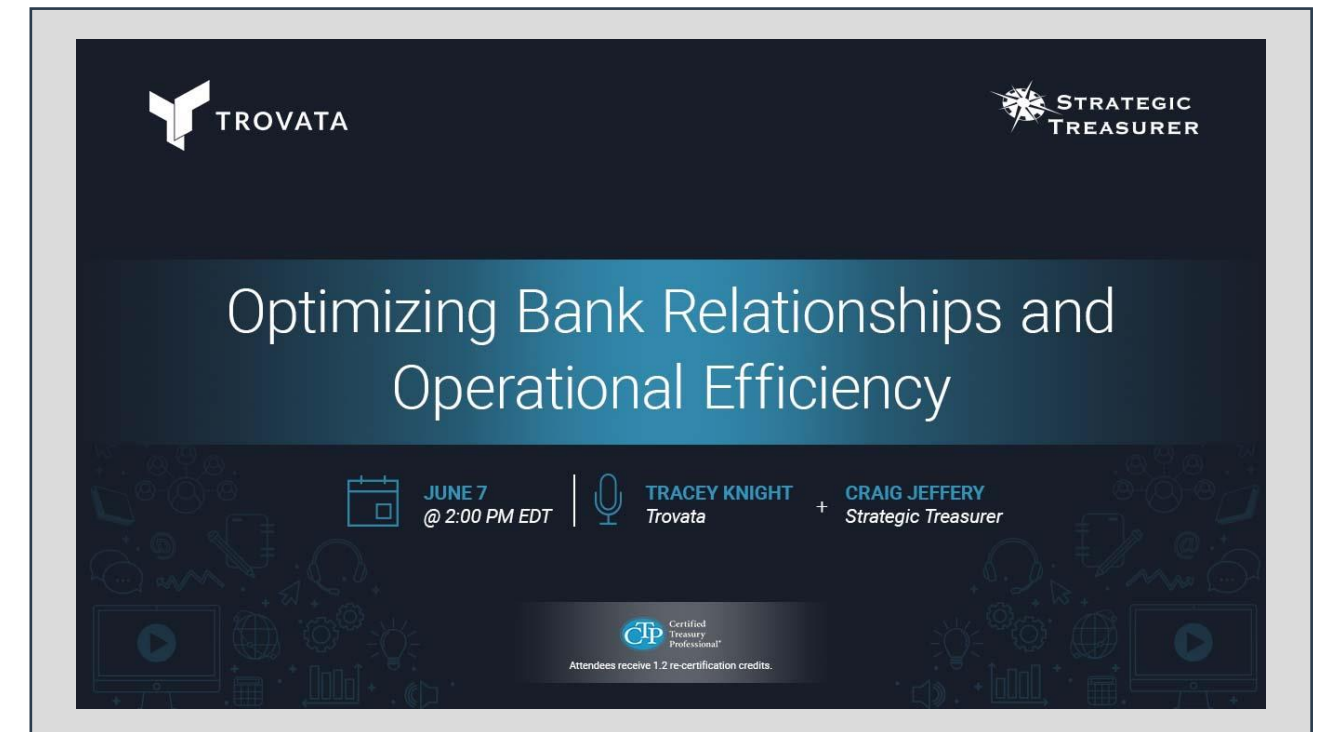 TROVATA
STRATEGIC
TREASURER
Optimizing Bank Relationships and
Operational Efficiency
JUNE 7
@ 2:00 PM EDT
TRACEY KNIGHT
Trovata
+
CRAIG JEFFERY
Strategic Treasurer
CTP
Certified
Treasury
Professional®
Attendees receive 1.2 re-certification credits.